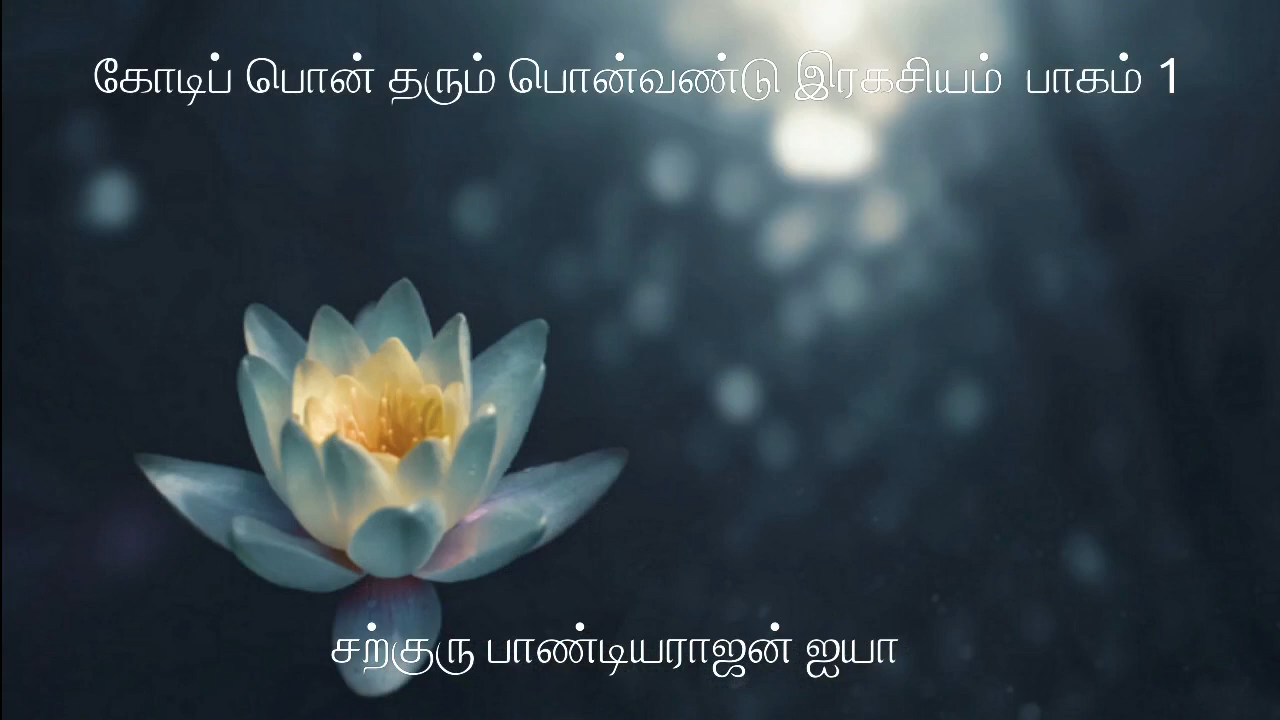 கோடிப் பொன் தரும் பொன்வண்டு இரகசியம் பாகம் 1
சற்குரு பாண்டியராஜன் ஐயா